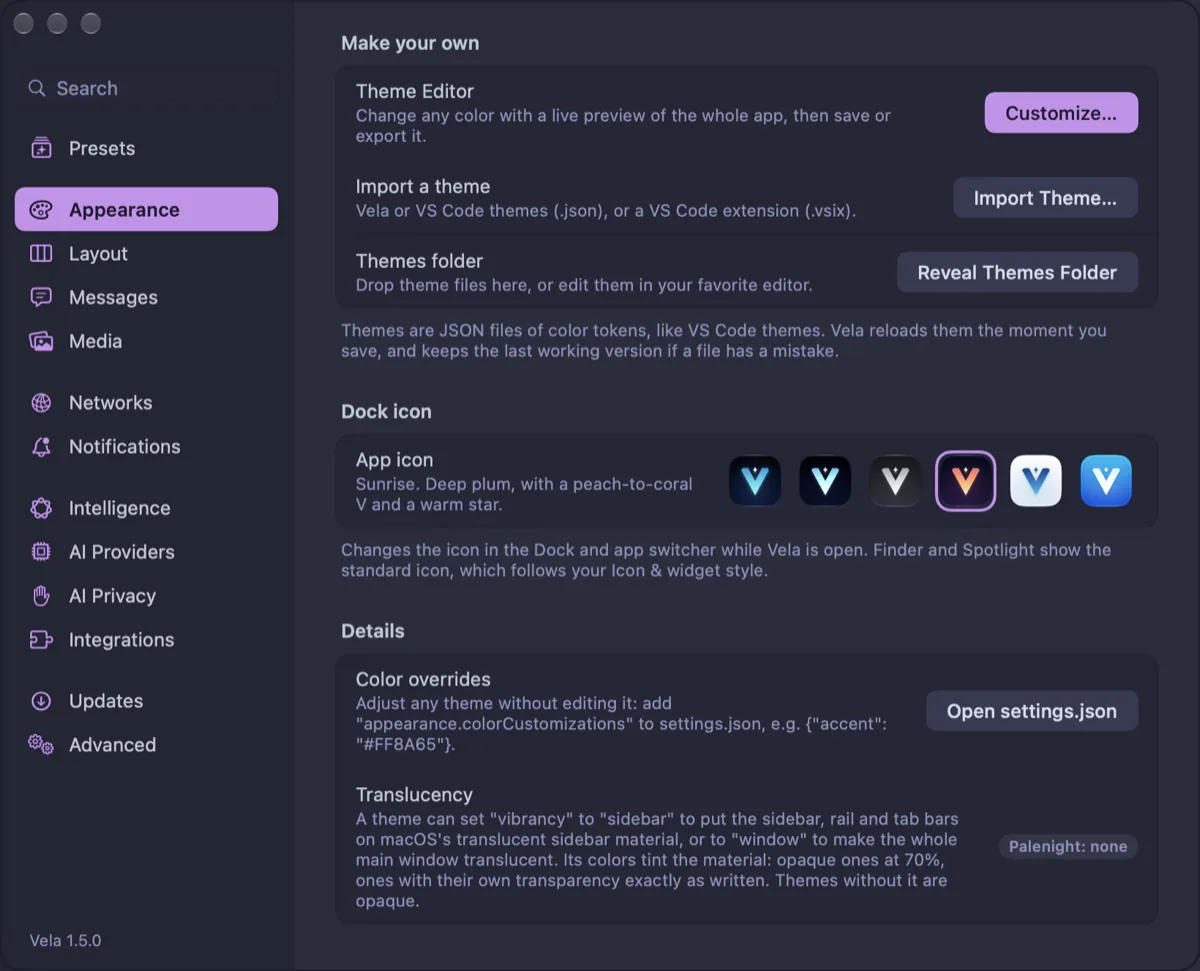 Search
Presets
Appearance
Layout
Messages
Media
Networks
Notifications
Intelligence
AI Providers
AI Privacy
Integrations
Updates
Advanced
Vela 1.5.0
Make your own
Theme Editor
Change any color with a live preview of the whole app, then save or
export it.
Customize...
Import a theme
Vela or VS Code themes (.json), or a VS Code extension (.vsix).
Import Theme...
Themes folder
Drop theme files here, or edit them in your favorite editor.
Reveal Themes Folder
Themes are JSON files of color tokens, like VS Code themes. Vela reloads them the moment you
save, and keeps the last working version if a file has a mistake.
Dock icon
App icon
Sunrise. Deep plum, with a peach-to-coral
V and a warm star.
Changes the icon in the Dock and app switcher while Vela is open. Finder and Spotlight show the
standard icon, which follows your Icon & widget style.
Details
Color overrides
Adjust any theme without editing it: add
"appearance.colorCustomizations" to settings.json, e.g. {"accent":
"#FF8A65"}.
Open settings.json
Translucency
A theme can set "vibrancy" to "sidebar" to put the sidebar, rail and tab bars
on macOS's translucent sidebar material, or to "window" to make the whole
main window translucent. Its colors tint the material: opaque ones at 70%,
ones with their own transparency exactly as written. Themes without it are
opaque.
Palenight: none